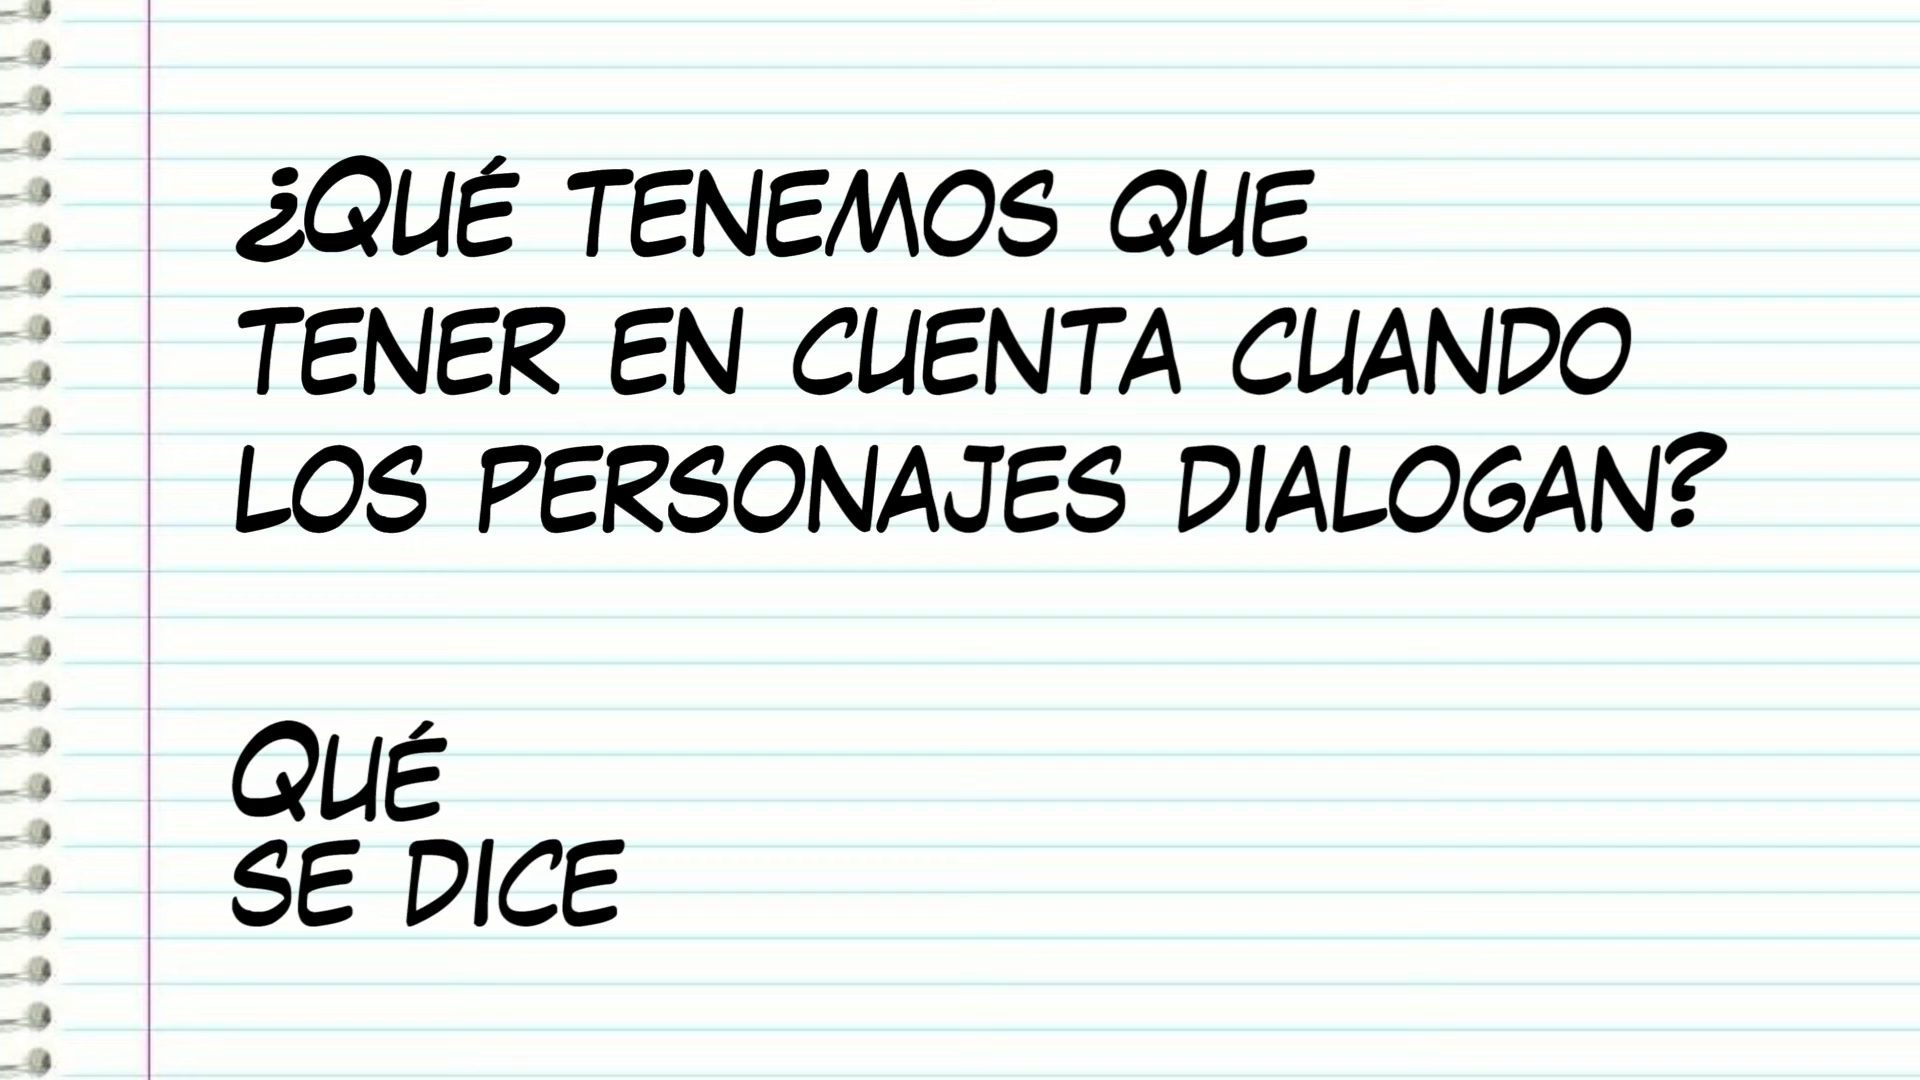 ¿QUÉ TENEMOS QUE
TENER EN CUENTA CUANDO
LOS PERSONAJES DIALOGAN?
QUÉ
SE DICE